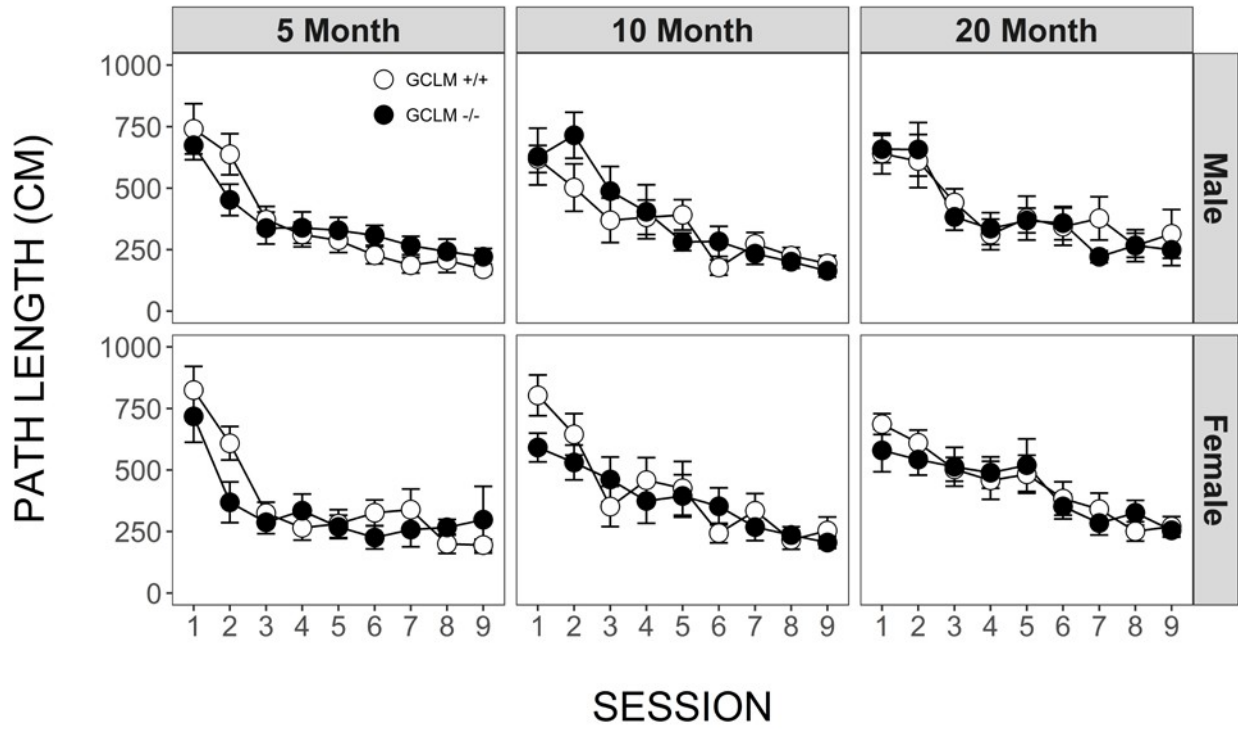 5 Month
10 Month
20 Month
PATH LENGTH (CM)
1000
750
500
250
0
GCLM +/+
GCLM -/-
Male
1000
750
500
250
0
Female
1 2 3 4 5 6 7 8 9
1 2 3 4 5 6 7 8 9
1 2 3 4 5 6 7 8 9
SESSION